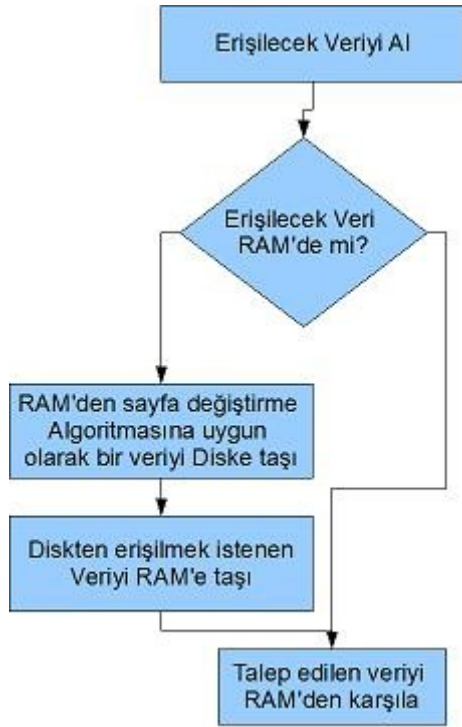 Erişilecek Veriyi Al
Erişilecek Veri
RAM'de mi?
RAM'den sayfa değiştirme
Algoritmasına uygun
olarak bir veriyi Diske taşı
Diskten erişilmek istenen
Veriyi RAM'e taşı
Talep edilen veriyi
RAM'den karşıla